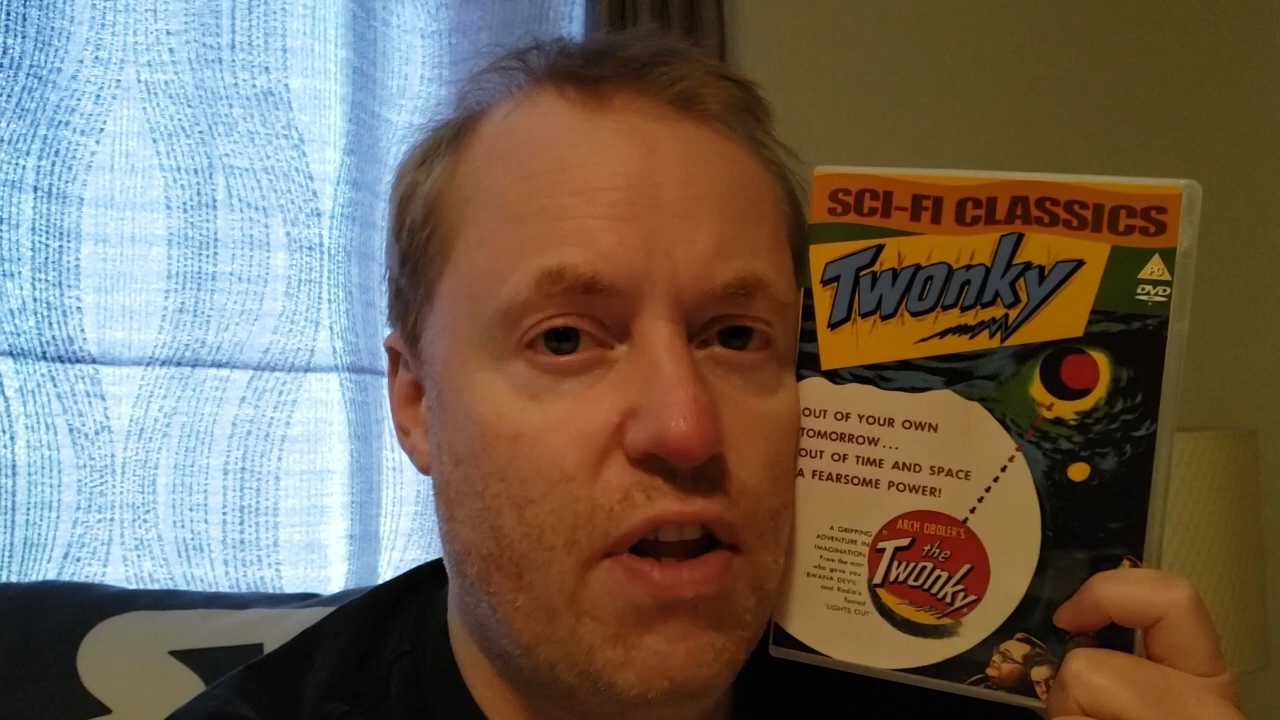 SCI-FI CLASSICS
Twonky
PG
DVD
OUT OF YOUR OWN
TOMORROW...
OUT OF TIME AND SPACE
A FEARSOME POWER!
A GRIPPING
ADVENTURE IN
IMAGINATION
from the man
who gave you
"BWANA DEVIL"
and Radio's
famed
"LIGHTS OUT"
ARCH OBOLER'S
"the
Twonky"